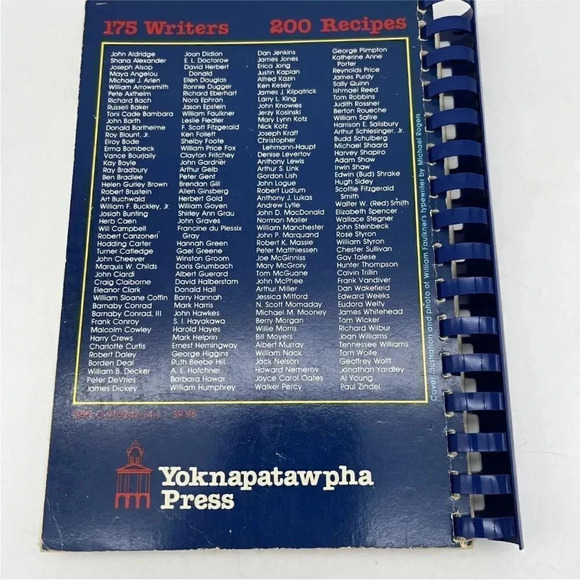 175 Writers 200 Recipes
John Aldridge
Shana Alexander
Joseph Alsop
Maya Angelou
Michael J. Arlen
William Arrowsmith
Pete Axthelm
Richard Bach
Russell Baker
Toni Cade Bambara
John Barth
Donald Barthelme
Roy Blount, Jr.
Elroy Bode
Erma Bombeck
Vance Bourjaily
Kay Boyle
Ray Bradbury
Ben Bradlee
Helen Gurley Brown
Robert Brustein
Art Buchwald
William F. Buckley, Jr.
Josiah Bunting
Herb Caen
Will Campbell
Robert Canzoneri
Hodding Carter
Turner Catledge
John Cheever
Marquis W. Childs
John Ciardi
Craig Claiborne
Eleanor Clark
William Sloane Coffin
Barnaby Conrad
Barnaby Conrad, III
Frank Conroy
Malcolm Cowley
Harry Crews
Charlotte Curtis
Robert Daley
Borden Deal
William B. Decker
Peter DeVries
James Dickey
Joan Didion
E. L. Doctorow
David Herbert
Donald
Ellen Douglas
Ronnie Dugger
Richard Eberhart
Nora Ephron
Jason Epstein
William Faulkner
Leslie Fiedler
F. Scott Fitzgerald
Ken Follett
Shelby Foote
William Price Fox
Clayton Fritchey
John Gardner
Arthur Gelb
Peter Gent
Brendan Gill
Allen Ginsberg
Herbert Gold
William Goyen
Shirley Ann Grau
John Graves
Francine du Plessix
Gray
Hannah Green
Gael Greene
Winston Groom
Doris Grumbach
Albert Guerard
David Halberstam
Donald Hall
Barry Hannah
Mark Harris
John Hawkes
S. I. Hayakawa
Harold Hayes
Mark Helprin
Ernest Hemingway
George Higgins
Ruth Beebe Hill
A. E. Hotchner
Barbara Howar
William Humphrey
Dan Jenkins
James Jones
Erica Jong
Justin Kaplan
Alfred Kazin
Ken Kesey
James J. Kilpatrick
Larry L. King
John Knowles
Jerzy Kosinski
Mary Lynn Kotz
Nick Kotz
Joseph Kraft
Christopher
Lehmann-Haupt
Denise Levertov
Anthony Lewis
Arthur S. Link
Gordon Lish
John Logue
Robert Ludlum
Anthony J. Lukas
Andrew Lytle
John D. MacDonald
Norman Mailer
William Manchester
John P. Marquand
Robert K. Massie
Peter Matthiessen
Joe McGinniss
Mary McGrory
Tom McGuane
John McPhee
Arthur Miller
Jessica Mitford
N. Scott Momaday
Michael M. Mooney
Berry Morgan
Willie Morris
Bill Moyers
Albert Murray
William Nack
Jack Nelson
Howard Nemerov
Joyce Carol Oates
Walker Percy
George Plimpton
Katherine Anne
Porter
Reynolds Price
James Purdy
Sally Quinn
Ishmael Reed
Tom Robbins
Judith Rossner
Berton Roueche
William Safire
Harrison E. Salisbury
Arthur Schlesinger, Jr.
Budd Schulberg
Michael Shaara
Harvey Shapiro
Adam Shaw
Irwin Shaw
Edwin (Bud) Shrake
Hugh Sidey
Scottie Fitzgerald
Smith
Walter W. (Red) Smith
Elizabeth Spencer
Wallace Stegner
John Steinbeck
Rose Styron
William Styron
Chester Sullivan
Gay Talese
Hunter Thompson
Calvin Trillin
Frank Vandiver
Dan Wakefield
Edward Weeks
Eudora Welty
James Whitehead
Tom Wicker
Richard Wilbur
Joan Williams
Tennessee Williams
Tom Wolfe
Geoffrey Wolff
Jonathan Yardley
Al Young
Paul Zindel
Cover illustration and photo of William Faulkner's typewriter by Michael Rogers
$9.95
Yoknapatawpha
Press